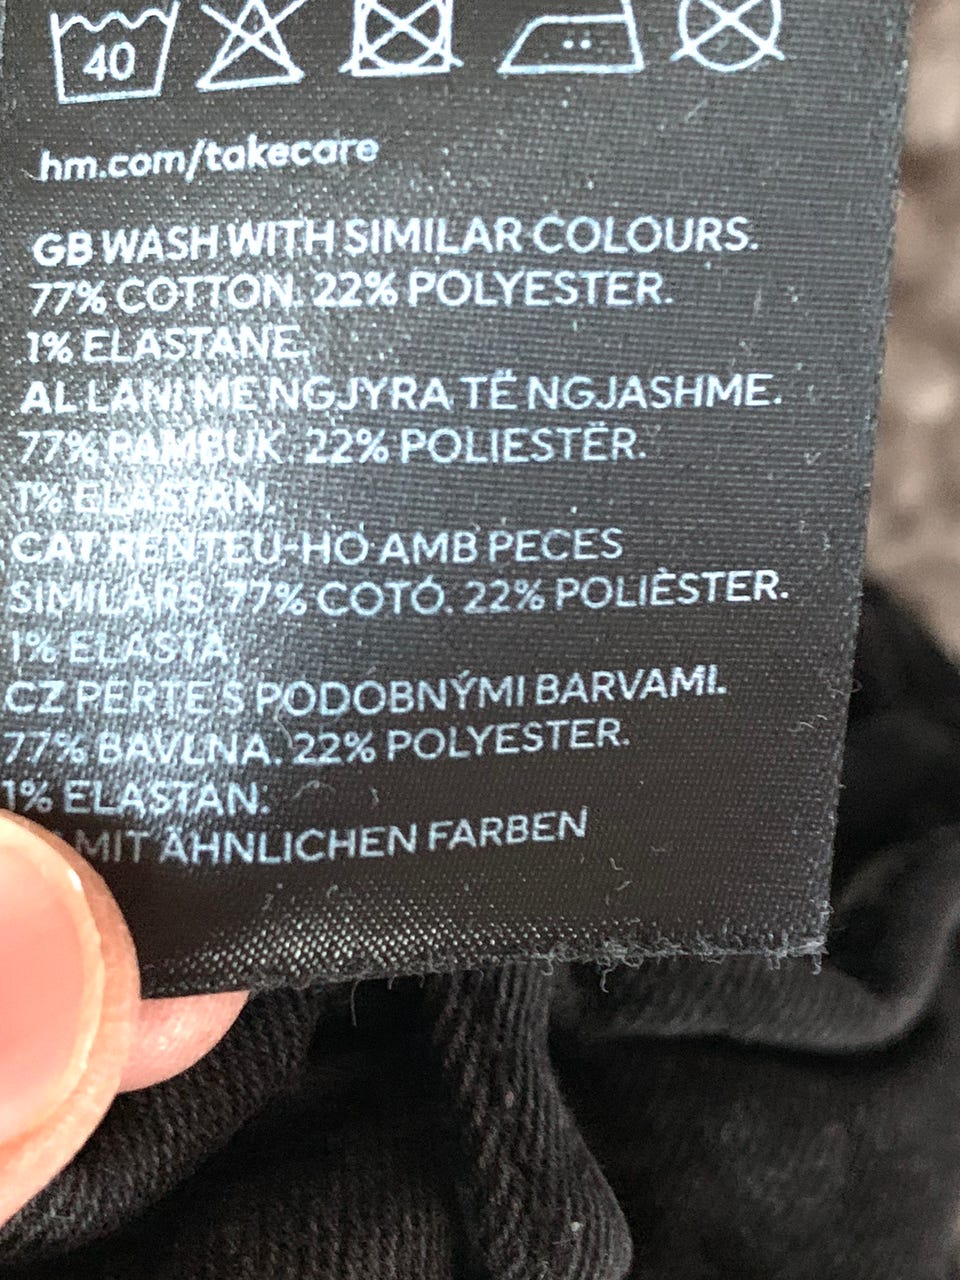 40
hm.com/takecare
GB WASH WITH SIMILAR COLOURS.
77% COTTON. 22% POLYESTER.
1% ELASTANE.
AL LANI ME NGJYRA TË NGJASHME.
77% PAMBUK. 22% POLIESTËR.
1% ELASTAN.
CAT RENTEU-HO AMB PECES
SIMILARS. 77% COTÓ. 22% POLIÈSTER.
1% ELASTÀ.
CZ PERTE S PODOBNÝMI BARVAMI.
77% BAVLNA. 22% POLYESTER.
1% ELASTAN.
MIT ÄHNLICHEN FARBEN